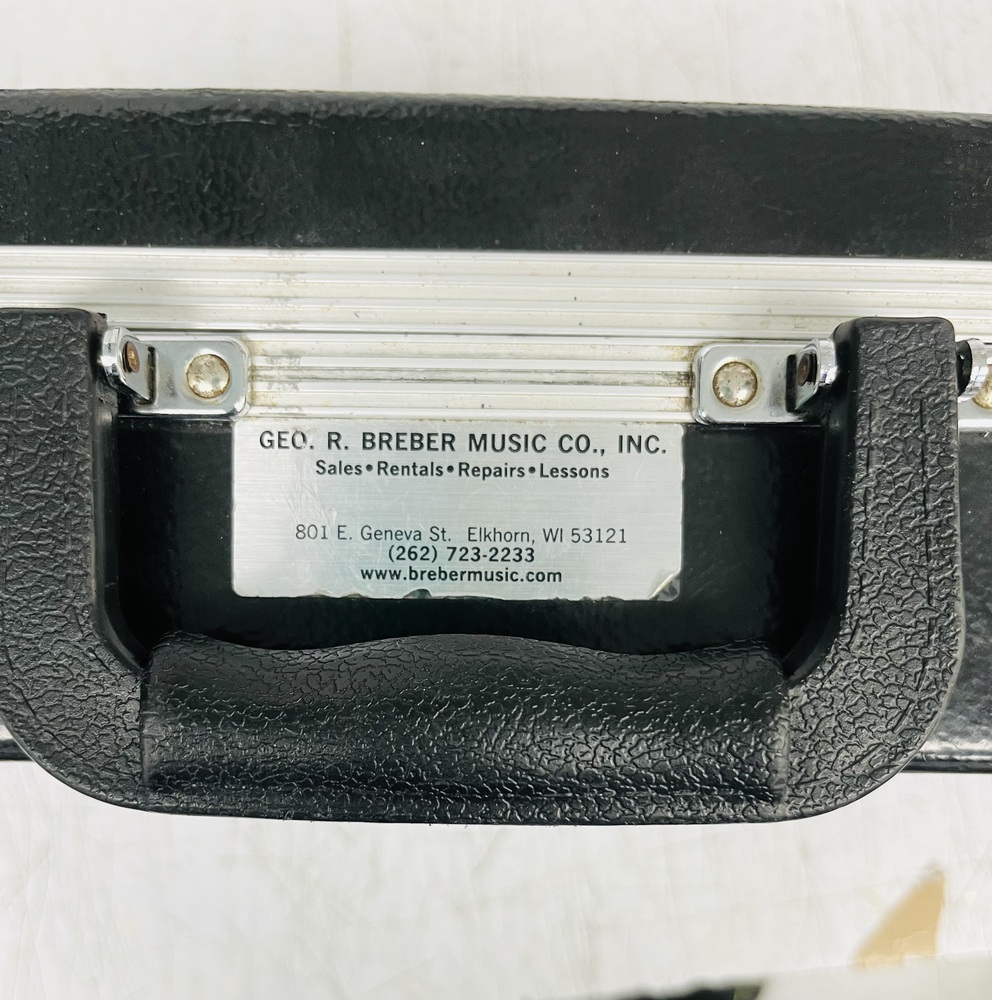 GEO. R. BREBER MUSIC CO., INC.
Sales•Rentals•Repairs•Lessons
801 E. Geneva St. Elkhorn, WI 53121
(262) 723-2233
www.brebermusic.com